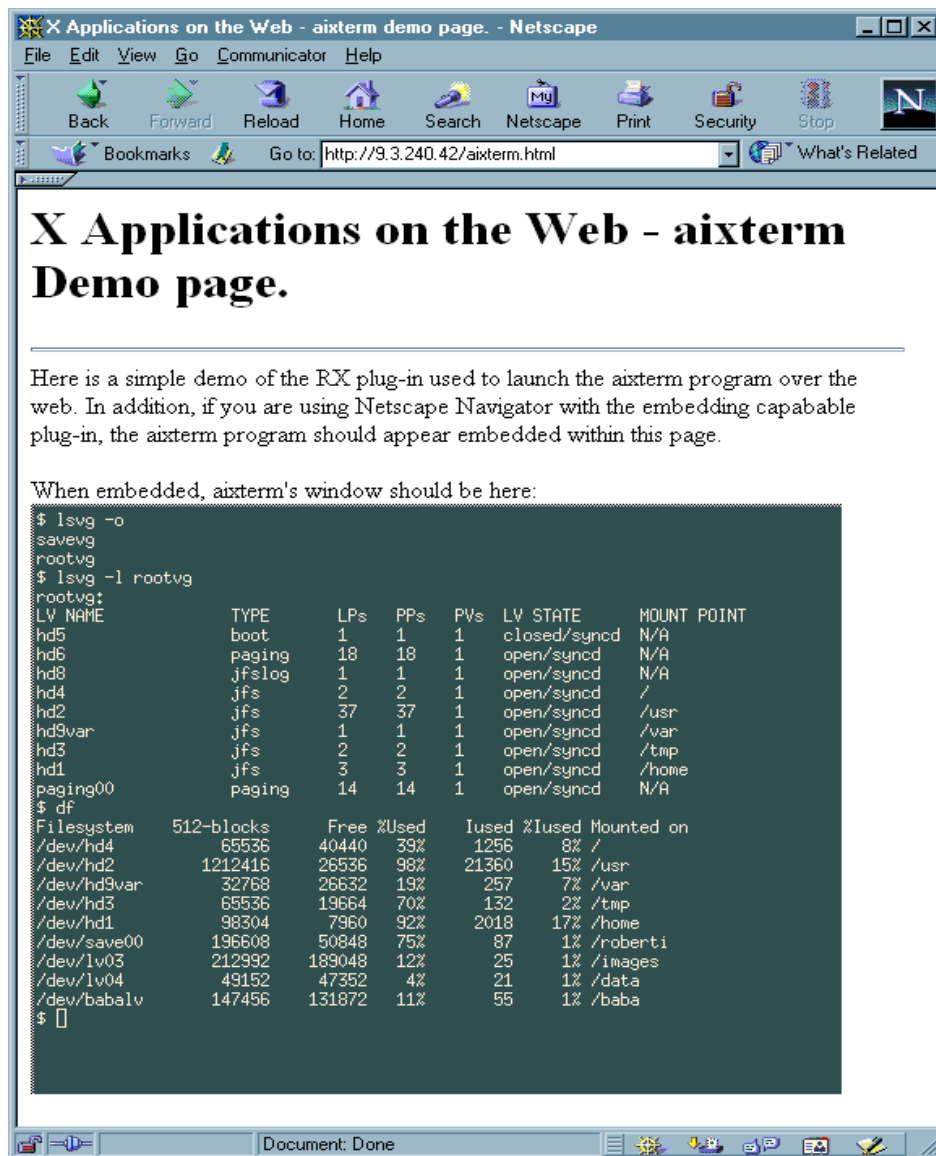 X Applications on the Web - aixterm demo page. - Netscape
File Edit View Go Communicator Help
Back Forward Reload Home Search Netscape Print Security Stop
My
N
Bookmarks Go to: http://9.3.240.42/aixterm.html What's Related
X Applications on the Web - aixterm
Demo page.
Here is a simple demo of the RX plug-in used to launch the aixterm program over the
web. In addition, if you are using Netscape Navigator with the embedding capabable
plug-in, the aixterm program should appear embedded within this page.
When embedded, aixterm's window should be here:
$ lsvg -o
savevg
rootvg
$ lsvg -l rootvg
rootvg:
LV NAME TYPE LPs PPs PVs LV STATE MOUNT POINT
hd5 boot 1 1 1 closed/syncd N/A
hd6 paging 18 18 1 open/syncd N/A
hd8 jfslog 1 1 1 open/syncd N/A
hd4 jfs 2 2 1 open/syncd /
hd2 jfs 37 37 1 open/syncd /usr
hd9var jfs 1 1 1 open/syncd /var
hd3 jfs 2 2 1 open/syncd /tmp
hd1 jfs 3 3 1 open/syncd /home
paging00 paging 14 14 1 open/syncd N/A
$ df
Filesystem 512-blocks Free %Used Iused %Iused Mounted on
/dev/hd4 65536 40440 39% 1256 8% /
/dev/hd2 1212416 26536 98% 21360 15% /usr
/dev/hd9var 32768 26632 19% 257 7% /var
/dev/hd3 65536 19664 70% 132 2% /tmp
/dev/hd1 98304 7960 92% 2018 17% /home
/dev/save00 196608 50848 75% 87 1% /roberti
/dev/lv03 212992 189048 12% 25 1% /images
/dev/lv04 49152 47352 4% 21 1% /data
/dev/babalv 147456 131872 11% 55 1% /baba
$
Document: Done